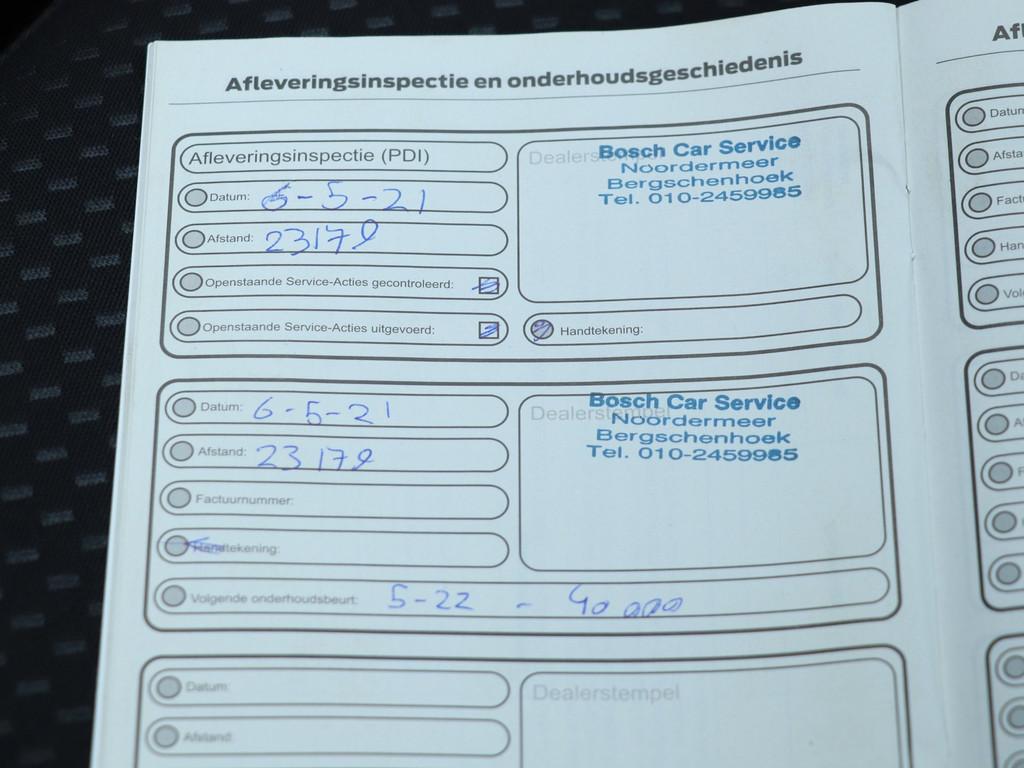 Afleveringsinspectie en onderhoudsgeschiedenis
Afleveringsinspectie (PDI)
Datum: 6-5-21
Afstand: 23179
Openstaande Service-Acties gecontroleerd:
Openstaande Service-Acties uitgevoerd:
Bosch Car Service
Noordermeer
Bergschenhoek
Tel. 010-2459985
Handtekening:
Datum: 6-5-21
Afstand: 23179
Factuurnummer:
Handtekening:
Volgende onderhoudsbeurt: 5-22 - 40 000
Dealerstempel
Bosch Car Service
Noordermeer
Bergschenhoek
Tel. 010-2459985
Datum:
Afstand:
Dealerstempel